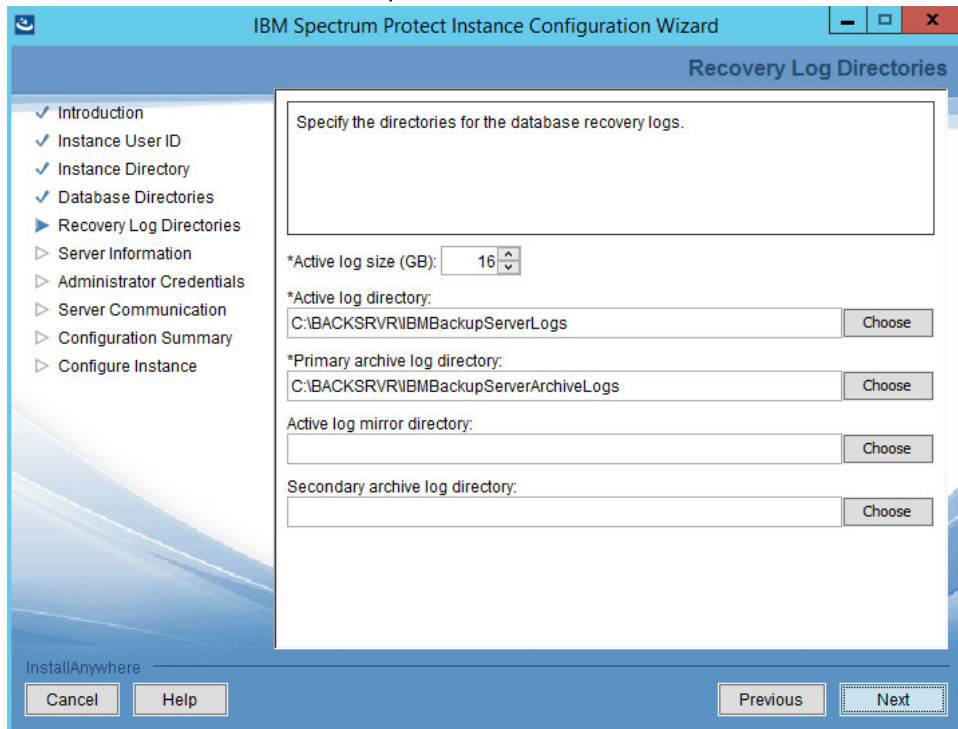 IBM Spectrum Protect Instance Configuration Wizard
Recovery Log Directories
Introduction
Instance User ID
Instance Directory
Database Directories
Recovery Log Directories
Server Information
Administrator Credentials
Server Communication
Configuration Summary
Configure Instance
Specify the directories for the database recovery logs.
*Active log size (GB): 16
*Active log directory:
C:\BACKSRVR\IBMBackupServerLogs Choose
*Primary archive log directory:
C:\BACKSRVR\IBMBackupServerArchiveLogs Choose
Active log mirror directory:
Choose
Secondary archive log directory:
Choose
InstallAnywhere
Cancel Help Previous Next